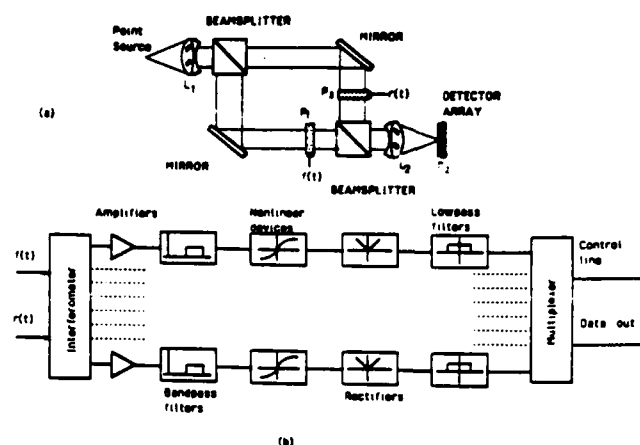 BEAMSPLITTER
Point
Source
MIRROR
L1
P3
r(t)
DETECTOR
ARRAY
(a)
P1
L2
P2
MIRROR
f(t)
BEAMSPLITTER
Amplifiers
Nonlinear
devices
Lowpass
filters
Control
line
f(t)
Interferometer
r(t)
Multiplexer
Data out
Bandpass
filters
Rectifiers
(b)